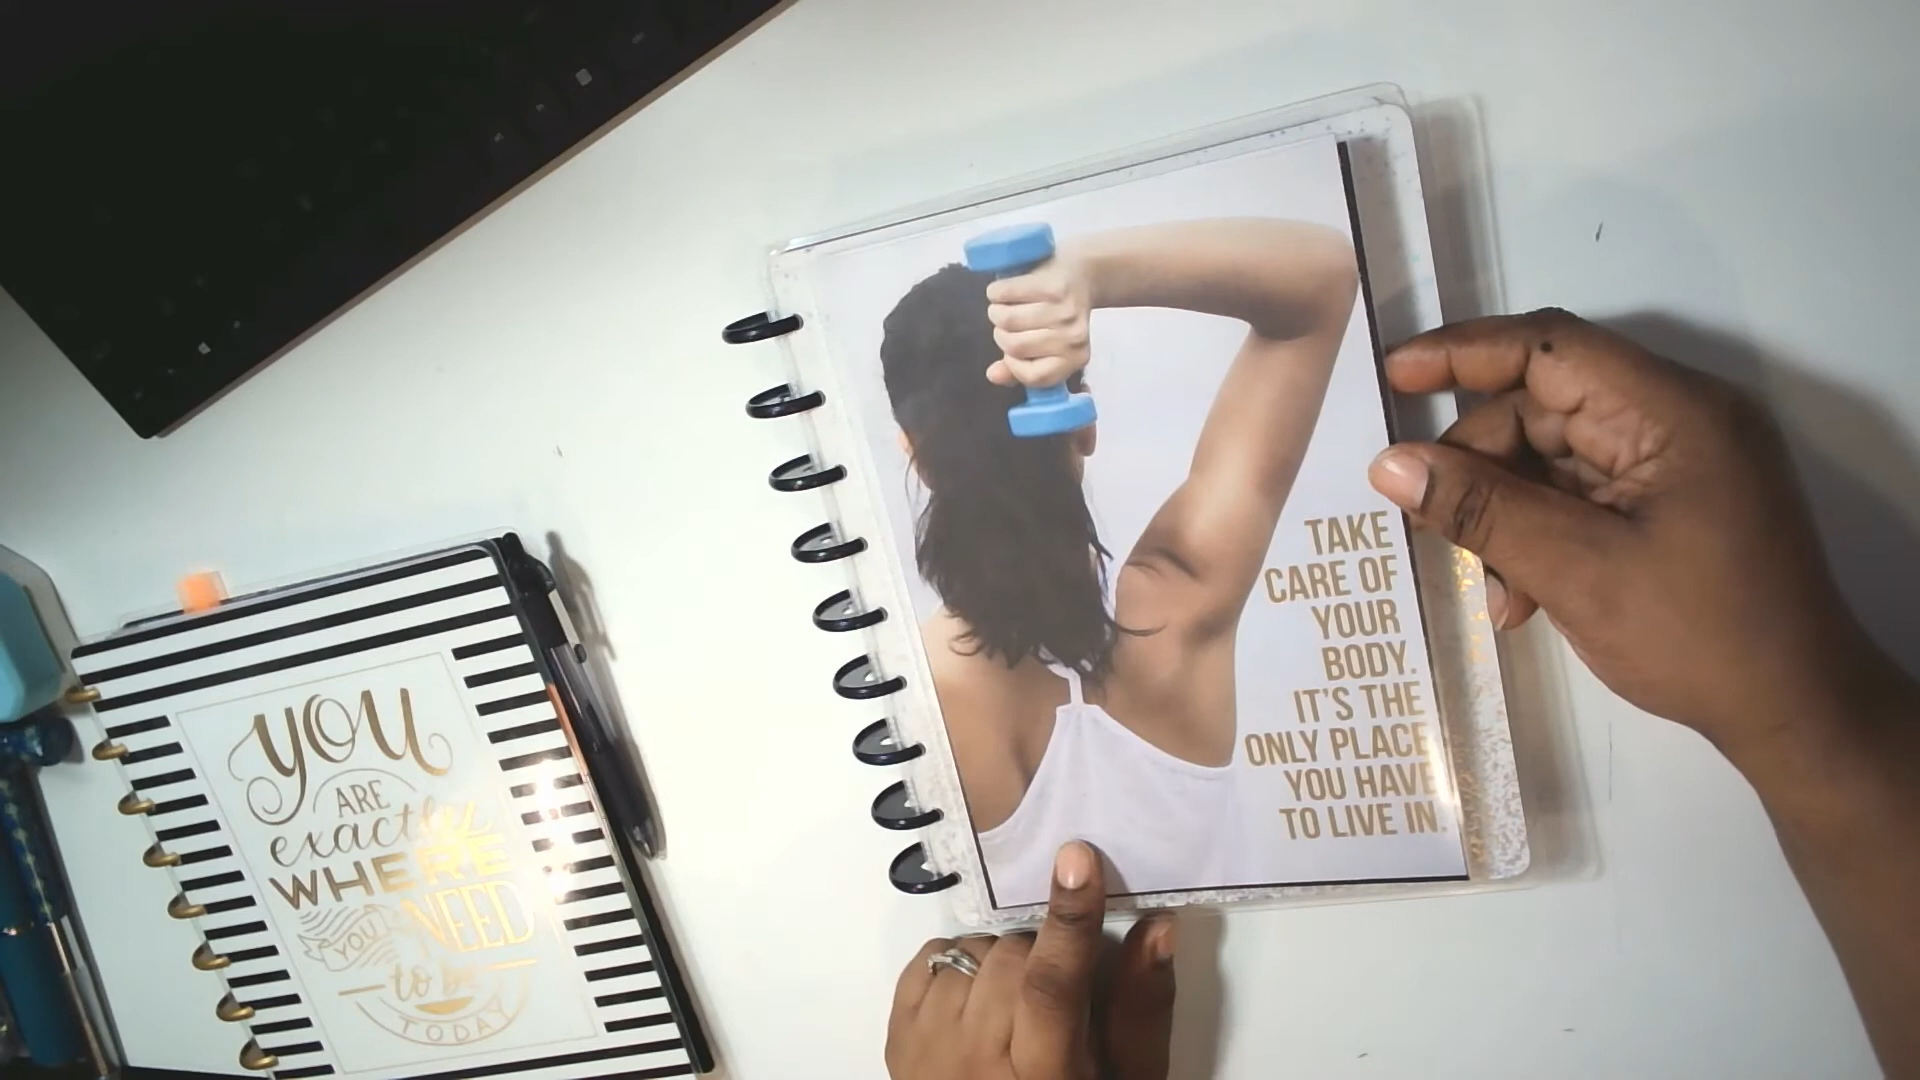 TAKE
CARE OF
YOUR
BODY.
IT'S THE
ONLY PLACE
YOU HAVE
TO LIVE IN.
YOU
ARE
exactly
WHERE
YOU NEED
to be
TODAY